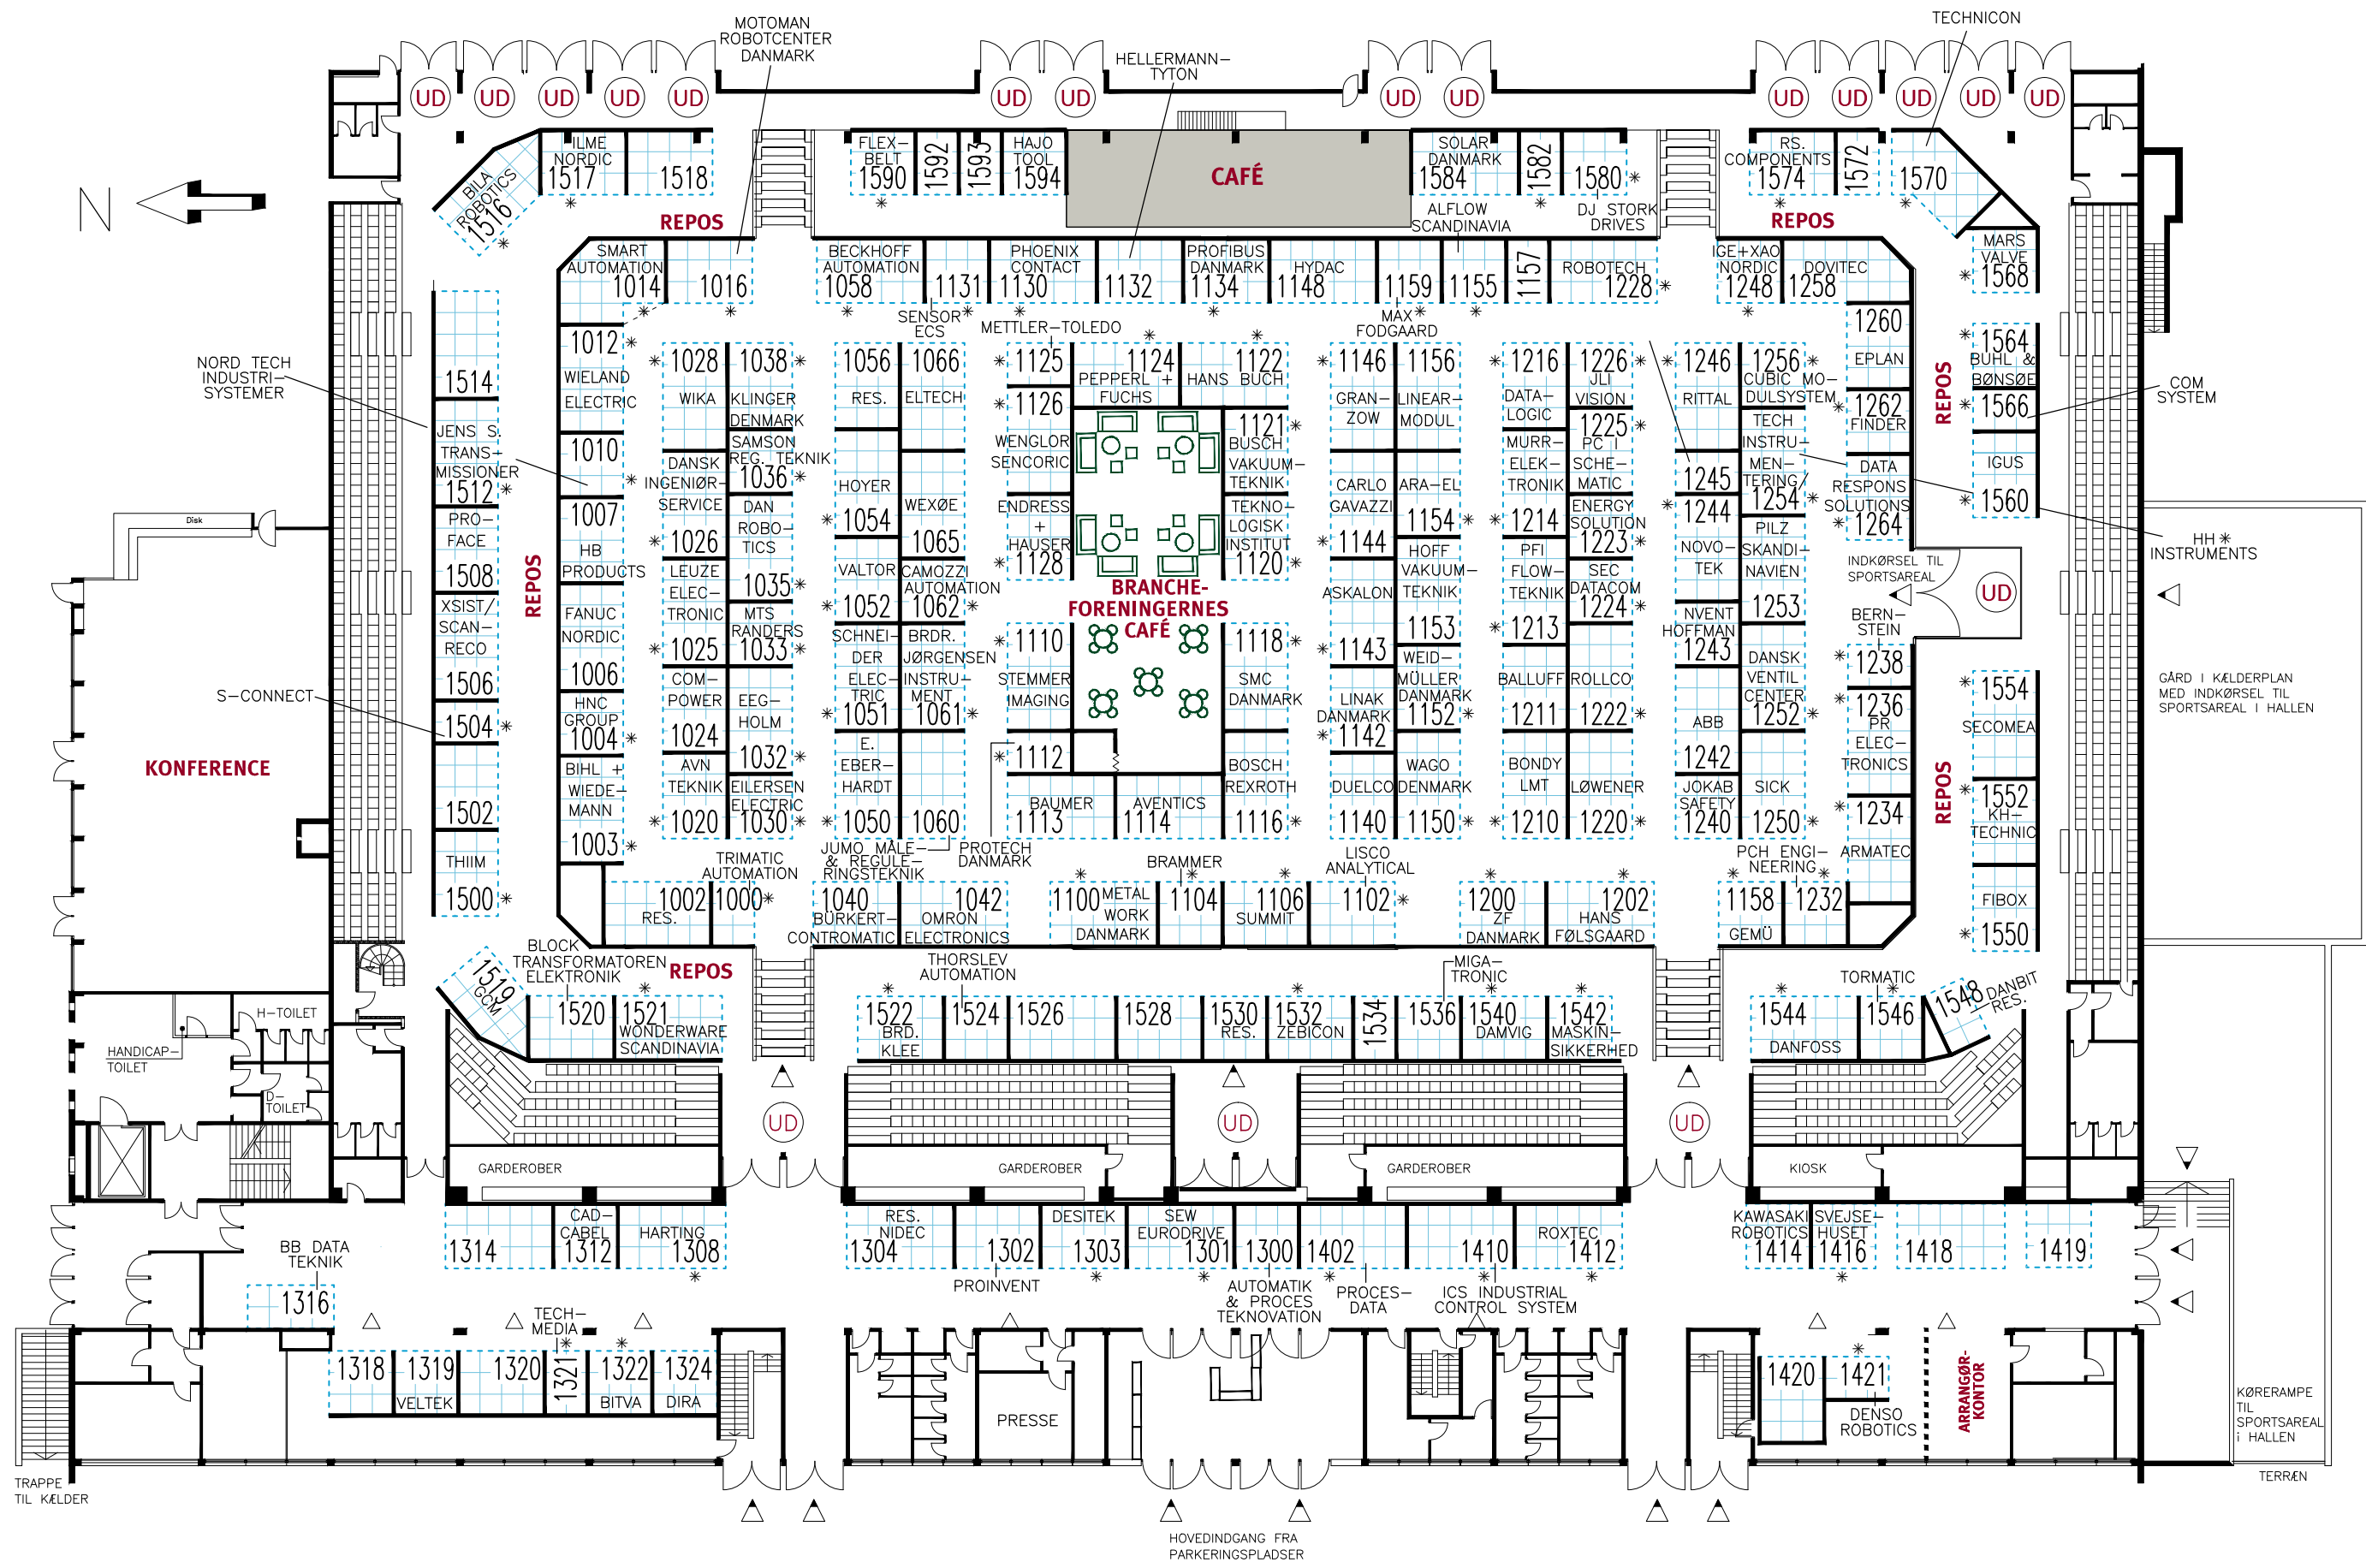 TECHNICON
MOTOMAN
ROBOTCENTER
DANMARK
HELLERMANN-
TYTON
UD
UD
UD
UD
UD
UD
UD
UD
UD
UD
UD
UD
UD
UD
N
ILME
NORDIC
1517
1518
BILA
ROBOTICS
1516
REPOS
FLEX-
BELT
1590
1592
1593
HAJO
TOOL
1594
CAFÉ
SOLAR
DANMARK
1584
1582
1580
DJ STORK
DRIVES
ALFLOW
SCANDINAVIA
RS.
COMPONENTS
1574
1572
1570
REPOS
SMART
AUTOMATION
1014
1016
BECKHOFF
AUTOMATION
1058
1131
SENSOR
ECS
PHOENIX
CONTACT
1130
1132
PROFIBUS
DANMARK
1134
HYDAC
1148
1159
MAX
FODGAARD
1155
1157
ROBOTECH
1228
IGE+XAO
NORDIC
1248
DOVITEC
1258
MARS
VALVE
1568
1564
BUHL &
BØNSØE
1566
COM
SYSTEM
IGUS
1560
HH *
INSTRUMENTS
REPOS
1260
EPLAN
1262
FINDER
DATA
RESPONS
SOLUTIONS
1264
INDKØRSEL TIL
SPORTSAREAL
UD
BERN-
STEIN
1238
1236
PR
ELEC-
TRONICS
1234
ARMATEC
REPOS
1554
SECOMEA
1552
KH-
TECHNIC
FIBOX
1550
GÅRD I KÆLDERPLAN
MED INDKØRSEL TIL
SPORTSAREAL I HALLEN
NORD TECH
INDUSTRI-
SYSTEMER
1514
JENS S.
TRANS-
MISSIONER
1512
PRO-
FACE
1508
XSIST/
SCAN-
RECO
1506
S-CONNECT
1504
1502
THIIM
1500
Disk
KONFERENCE
REPOS
1012
WIELAND
ELECTRIC
1010
1007
HB
PRODUCTS
FANUC
NORDIC
1006
HNC
GROUP
1004
BIHL +
WIEDE-
MANN
1003
1028
WIKA
DANSK
INGENIØR-
SERVICE
1026
LEUZE
ELEC-
TRONIC
1025
COM-
POWER
1024
AVN
TEKNIK
1020
1038
KLINGER
DENMARK
SAMSON
REG. TEKNIK
1036
DAN
ROBO-
TICS
1035
MTS
RANDERS
1033
EEG-
HOLM
1032
EILERSEN
ELECTRIC
1030
1056
RES.
HOYER
1054
VALTOR
1052
SCHNEI-
DER
ELEC-
TRIC
1051
E.
EBER-
HARDT
1050
1066
ELTECH
WEXØE
1065
CAMOZZI
AUTOMATION
1062
BRDR.
JØRGENSEN
INSTRU-
MENT
1061
1060
METTLER-TOLEDO
1125
1126
WENGLOR
SENCORIC
ENDRESS
+
HAUSER
1128
1124
PEPPERL +
FUCHS
1122
HANS BUCH
1121
BUSCH
VAKUUM-
TEKNIK
TEKNO-
LOGISK
INSTITUT
1120
BRANCHE-
FORENINGERNES
CAFÉ
1110
STEMMER
IMAGING
1112
BAUMER
1113
AVENTICS
1114
1118
SMC
DANMARK
BOSCH
REXROTH
1116
1146
GRAN-
ZOW
CARLO
GAVAZZI
1144
ASKALON
1143
LINAK
DANMARK
1142
DUELCO
1140
1156
LINEAR-
MODUL
ARA-EL
1154
HOFF
VAKUUM-
TEKNIK
1153
WEID-
MÜLLER
DANMARK
1152
WAGO
DENMARK
1150
1216
DATA-
LOGIC
MURR-
ELEK-
TRONIK
1214
PFI
FLOW-
TEKNIK
1213
BALLUFF
1211
BONDY
LMT
1210
1226
JLI
VISION
1225
PC I
SCHE-
MATIC
ENERGY
SOLUTION
1223
SEC
DATACOM
1224
ROLLCO
1222
LØWENER
1220
1246
RITTAL
1245
1244
NOVO-
TEK
NVENT
HOFFMAN
1243
ABB
1242
JOKAB
SAFETY
1240
1256
CUBIC MO-
DULSYSTEM
TECH
INSTRU-
MEN-
TERING/
1254
PILZ
SKANDI-
NAVIEN
1253
DANSK
VENTIL
CENTER
1252
SICK
1250
TRIMATIC
AUTOMATION
1002
RES.
1000
JUMO MÅLE-
& REGULE-
RINGSTEKNIK
1040
BÜRKERT-
CONTROMATIC
1042
OMRON
ELECTRONICS
PROTECH
DANMARK
1100
METAL
WORK
DANMARK
BRAMMER
1104
1106
SUMMIT
LISCO
ANALYTICAL
1102
1200
ZF
DANMARK
1202
HANS
FØLSGAARD
PCH ENGI-
NEERING
1158
GEMÜ
1232
1519
GCM
BLOCK
TRANSFORMATOREN
ELEKTRONIK
REPOS
1520
1521
WONDERWARE
SCANDINAVIA
THORSLEV
AUTOMATION
1522
BRD.
KLEE
1524
1526
1528
1530
RES.
1532
ZEBICON
1534
MIGA-
TRONIC
1536
1540
DAMVIG
1542
MASKIN-
SIKKERHED
TORMATIC
1544
DANFOSS
1546
1548
DANBIT
RES.
H-TOILET
HANDICAP-
TOILET
D-
TOILET
UD
UD
UD
GARDEROBER
GARDEROBER
GARDEROBER
KIOSK
1314
CAD-
CABEL
1312
HARTING
1308
RES.
NIDEC
1304
1302
PROINVENT
DESITEK
1303
SEW
EURODRIVE
1301
1300
AUTOMATIK
& PROCES
TEKNOVATION
1402
PROCES-
DATA
1410
ICS INDUSTRIAL
CONTROL SYSTEM
ROXTEC
1412
KAWASAKI
ROBOTICS
1414
SVEJSE-
HUSET
1416
1418
1419
BB DATA
TEKNIK
1316
TECH-
MEDIA
1318
1319
VELTEK
1320
1321
1322
BITVA
1324
DIRA
PRESSE
1420
1421
DENSO
ROBOTICS
ARRANGØR-
KONTOR
KØRERAMPE
TIL
SPORTSAREAL
i HALLEN
TERRÆN
TRAPPE
TIL KÆLDER
HOVEDINDGANG FRA
PARKERINGSPLADSER